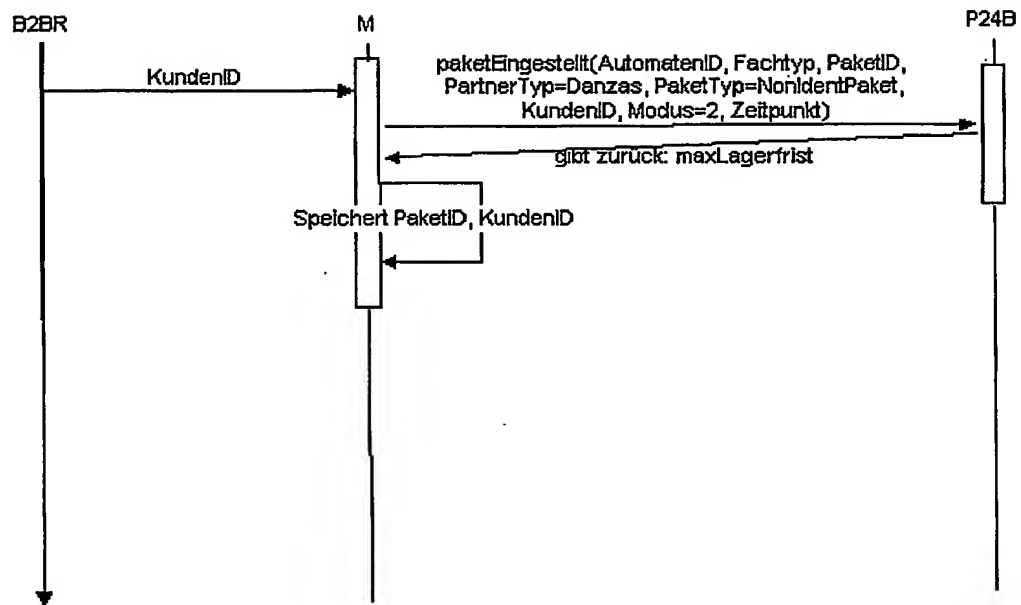 B2BR
M
P24B
KundenID
paketEingestellt(AutomatenID, Fachtyp, PaketID,
PartnerTyp=Danzas, PaketTyp=NonIdentPaket,
KundenID, Modus=2, Zeitpunkt)
gibt zurück: maxLagerfrist
Speichert PaketID, KundenID